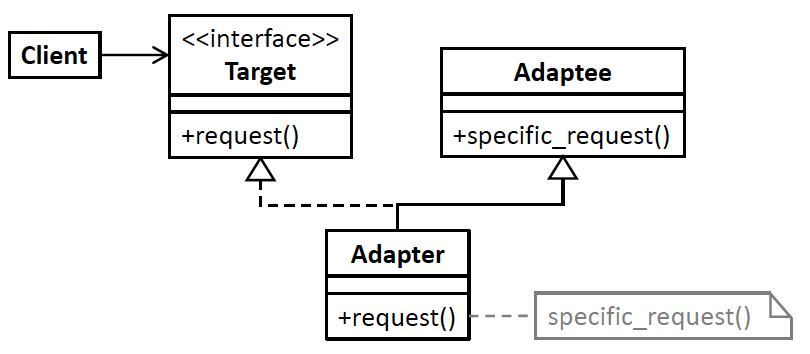 Client
<<interface>>
Target
+request()
Adaptee
+specific_request()
Adapter
+request()
specific_request()